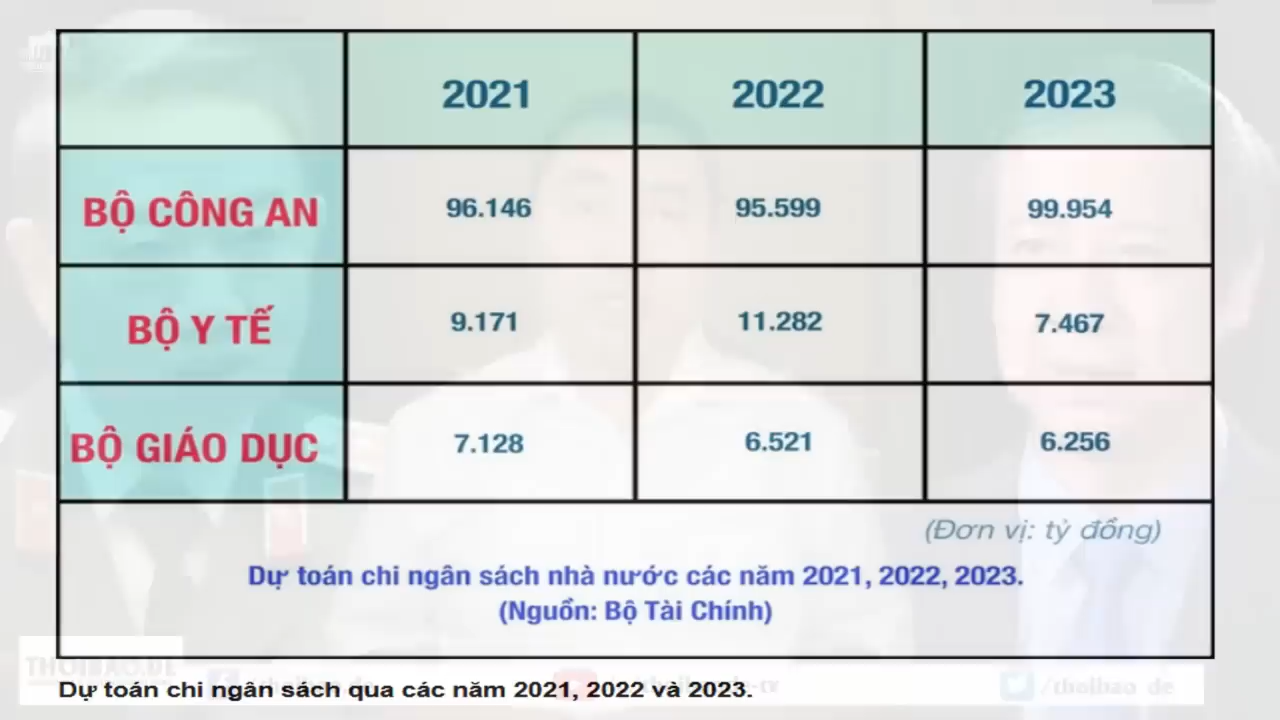 2021 2022 2023
BỘ CÔNG AN 96.146 95.599 99.954
BỘ Y TẾ 9.171 11.282 7.467
BỘ GIÁO DỤC 7.128 6.521 6.256
(Đơn vị: tỷ đồng)
Dự toán chi ngân sách nhà nước các năm 2021, 2022, 2023.
(Nguồn: Bộ Tài Chính)
THOIBAO.DE
Dự toán chi ngân sách qua các năm 2021, 2022 và 2023.
/thoibao_de